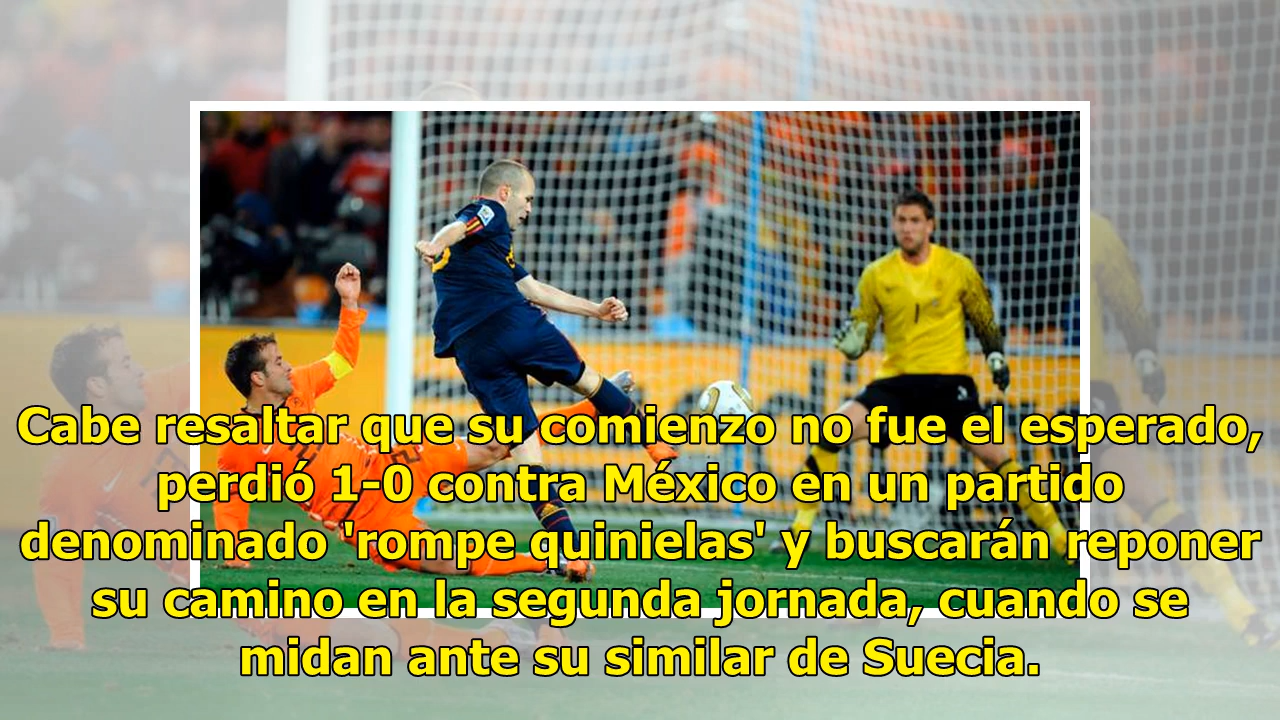 Cabe resaltar que su comienzo no fue el esperado,
perdió 1-0 contra México en un partido
denominado 'rompe quinielas' y buscarán reponer
su camino en la segunda jornada, cuando se
midan ante su similar de Suecia.
1